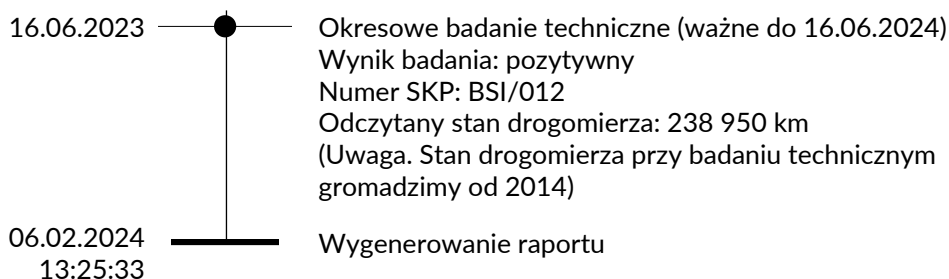 16.06.2023 Okresowe badanie techniczne (ważne do 16.06.2024)
Wynik badania: pozytywny
Numer SKP: BSI/012
Odczytany stan drogomierza: 238 950 km
(Uwaga. Stan drogomierza przy badaniu technicznym
gromadzimy od 2014)
06.02.2024 Wygenerowanie raportu
13:25:33